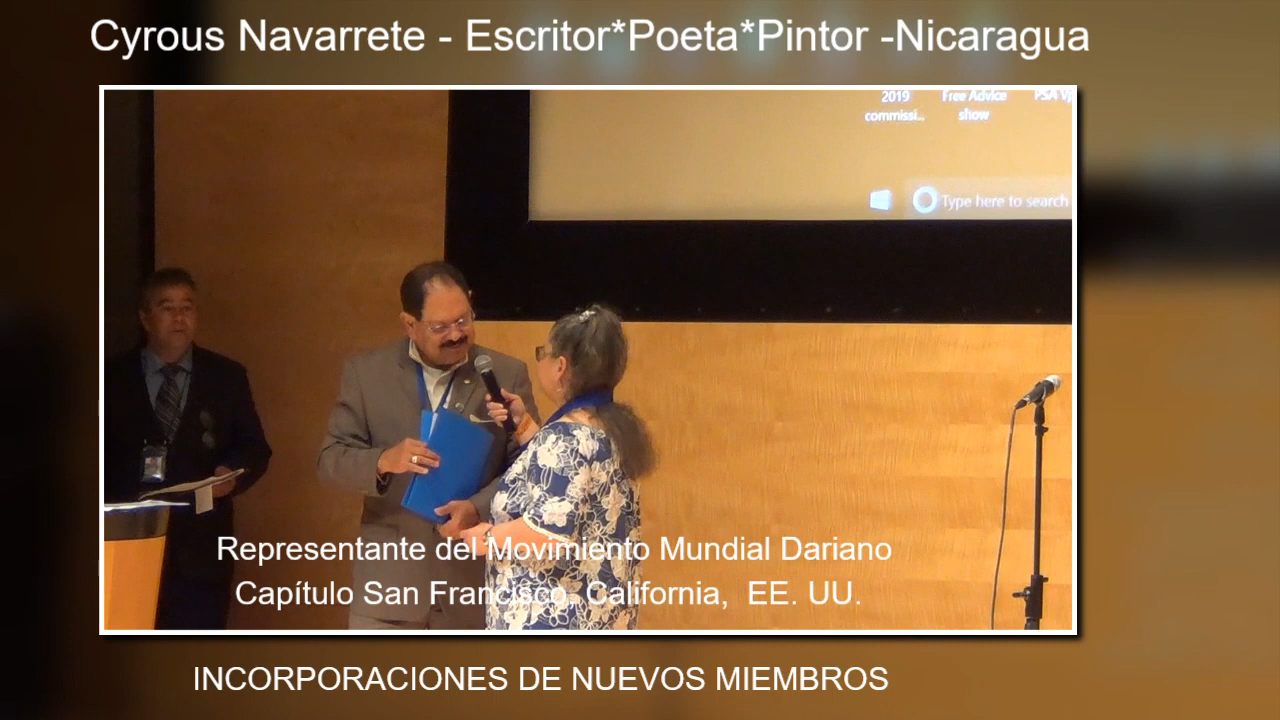 Cyrous Navarrete - Escritor*Poeta*Pintor -Nicaragua
2019 Free Advice
commissi... show
Type here to search
Representante del Movimiento Mundial Dariano
Capítulo San Francisco, California, EE. UU.
INCORPORACIONES DE NUEVOS MIEMBROS